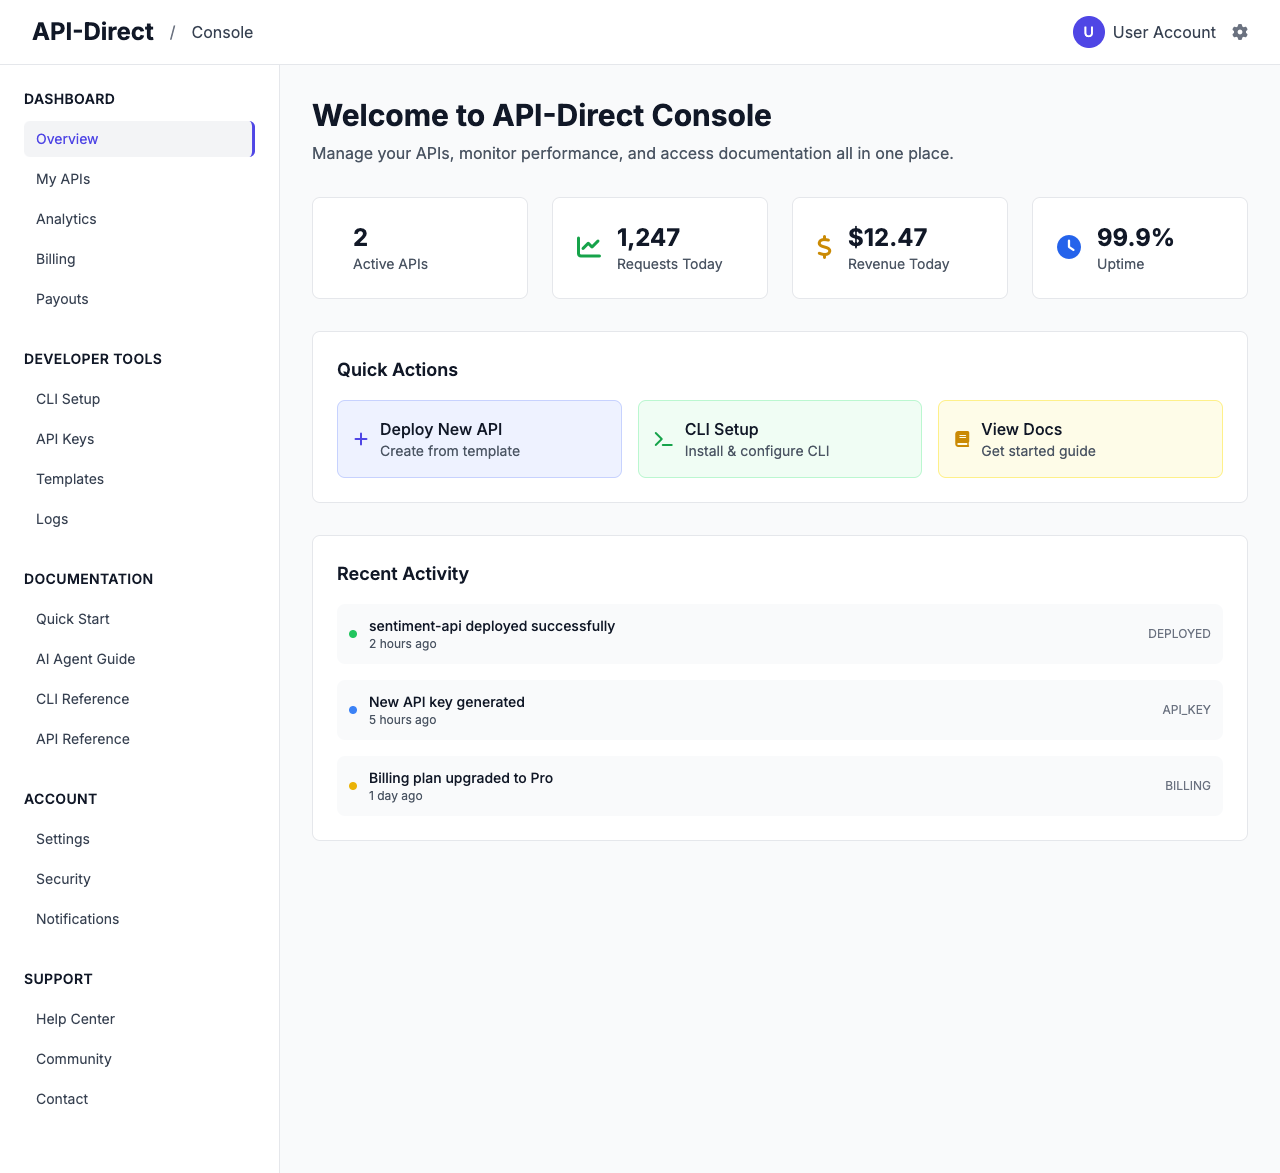 API-Direct / Console
U User Account
DASHBOARD
Overview
My APIs
Analytics
Billing
Payouts
DEVELOPER TOOLS
CLI Setup
API Keys
Templates
Logs
DOCUMENTATION
Quick Start
AI Agent Guide
CLI Reference
API Reference
ACCOUNT
Settings
Security
Notifications
SUPPORT
Help Center
Community
Contact
Welcome to API-Direct Console
Manage your APIs, monitor performance, and access documentation all in one place.
2
Active APIs
1,247
Requests Today
$12.47
Revenue Today
99.9%
Uptime
Quick Actions
Deploy New API
Create from template
CLI Setup
Install & configure CLI
View Docs
Get started guide
Recent Activity
sentiment-api deployed successfully
2 hours ago
DEPLOYED
New API key generated
5 hours ago
API_KEY
Billing plan upgraded to Pro
1 day ago
BILLING